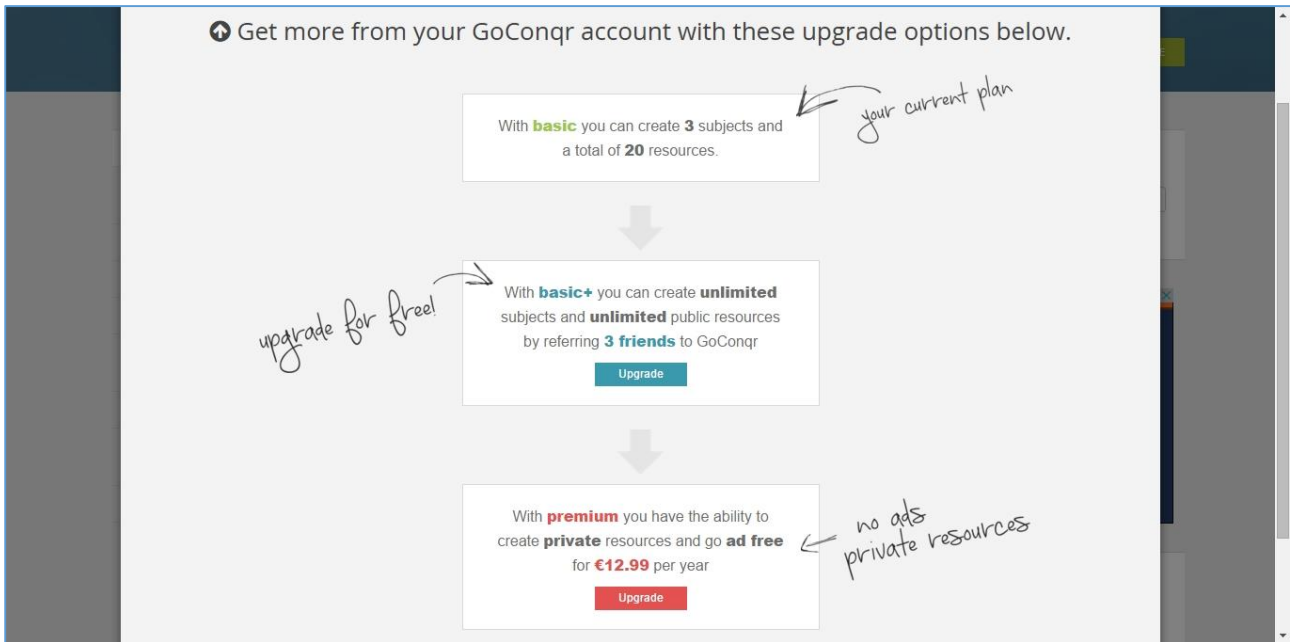 Get more from your GoConqr account with these upgrade options below.
your current plan
With basic you can create 3 subjects and
a total of 20 resources.
upgrade for free!
With basic+ you can create unlimited
subjects and unlimited public resources
by referring 3 friends to GoConqr
Upgrade
With premium you have the ability to
create private resources and go ad free
for €12.99 per year
no ads
private resources
Upgrade